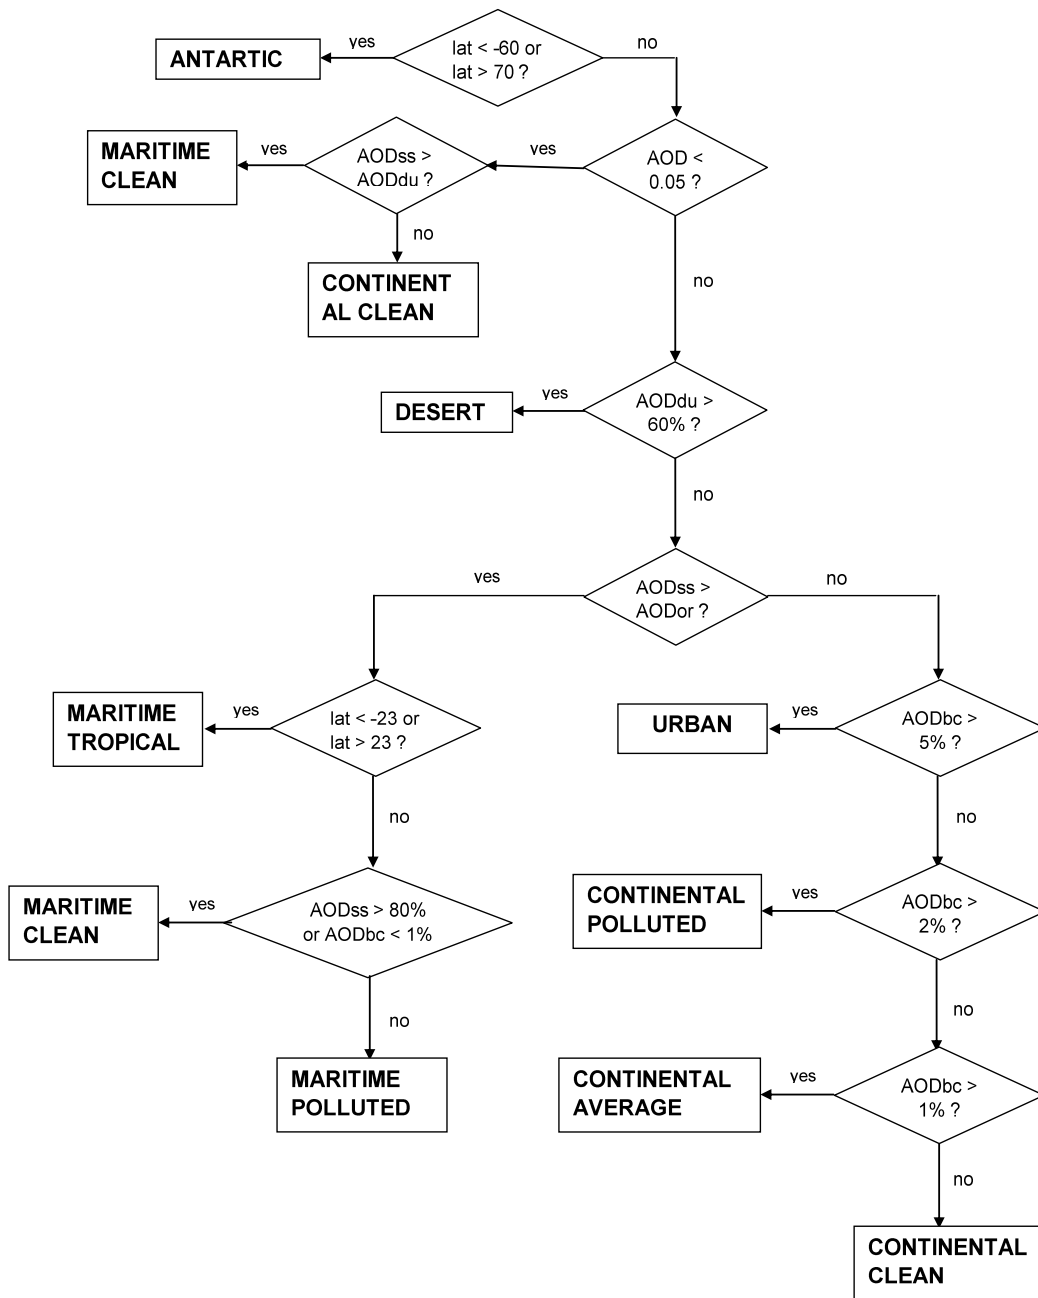 lat < -60 or
lat > 70 ?
yes
no
ANTARTIC
AOD <
0.05 ?
yes
no
AODss >
AODdu ?
yes
no
MARITIME
CLEAN
CONTINENT
AL CLEAN
AODdu >
60% ?
yes
no
DESERT
AODss >
AODor ?
yes
no
lat < -23 or
lat > 23 ?
yes
no
MARITIME
TROPICAL
AODss > 80%
or AODbc < 1%
yes
no
MARITIME
CLEAN
MARITIME
POLLUTED
AODbc >
5% ?
yes
no
URBAN
AODbc >
2% ?
yes
no
CONTINENTAL
POLLUTED
AODbc >
1% ?
yes
no
CONTINENTAL
AVERAGE
CONTINENTAL
CLEAN